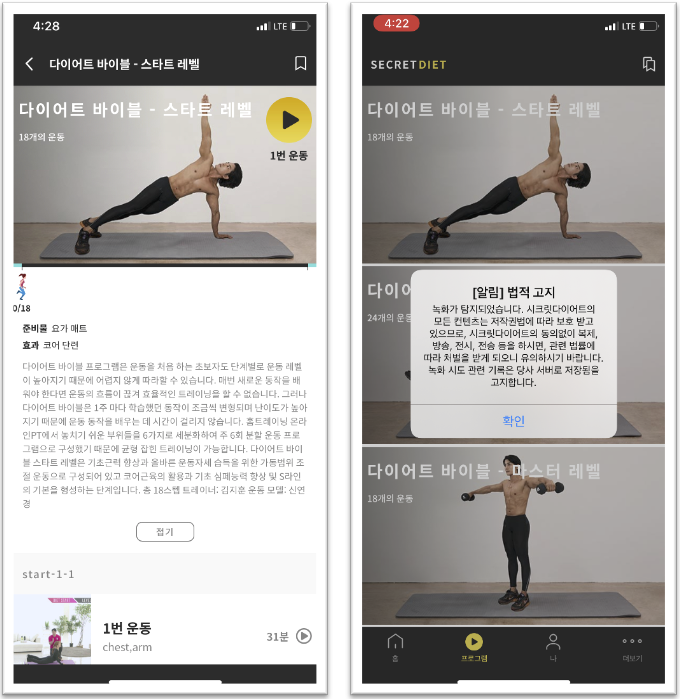 4:28
LTE
다이어트 바이블 - 스타트 레벨
다이어트 바이블 - 스타트 레벨
18개의 운동
1번 운동
0/18
준비물 요가 매트
효과 코어 단련
다이어트 바이블 프로그램은 운동을 처음 하는 초보자도 단계별로 운동 레벨
이 높아지기 때문에 어렵지 않게 따라할 수 있습니다. 매번 새로운 동작을 배
워야 한다면 운동의 흐름이 끊겨 효율적인 트레이닝을 할 수 없습니다. 그러나
다이어트 바이블은 1주 마다 학습했던 동작이 조금씩 변형되며 난이도가 높아
지기 때문에 운동 동작을 배우는 데 시간이 걸리지 않습니다. 홈트레이닝 온라
인PT에서 놓치기 쉬운 부위들을 6가지로 세분화하여 주 6회 분할 운동 프로
그램으로 구성했기 때문에 균형 잡힌 트레이닝이 가능합니다. 다이어트 바이
블 스타트 레벨은 기초근력 향상과 올바른 운동자세 습득을 위한 가동범위 조
절 운동으로 구성되어 있고 코어근육의 활용과 기초 심폐능력 향상 및 S라인
의 기본을 형성하는 단계입니다. 총 18스텝 트레이너: 김지훈 운동 모델: 신연
경
접기
start-1-1
1번 운동
chest,arm
31분
4:22
LTE
SECRETDIET
다이어트 바이블 - 스타트 레벨
18개의 운동
다이어
24개의 운
[알림] 법적 고지
녹화가 탐지되었습니다. 시크릿다이어트의
모든 컨텐츠는 저작권법에 따라 보호 받고
있으므로, 시크릿다이어트의 동의없이 복제,
방송, 전시, 전송 등을 하시면, 관련 법률에
따라 처벌을 받게 되오니 유의하시기 바랍니다.
녹화 시도 관련 기록은 당사 서버로 저장됨을
고지합니다.
확인
다이어트 바이블 - 마스터 레벨
18개의 운동
홈
프로그램
나
더보기